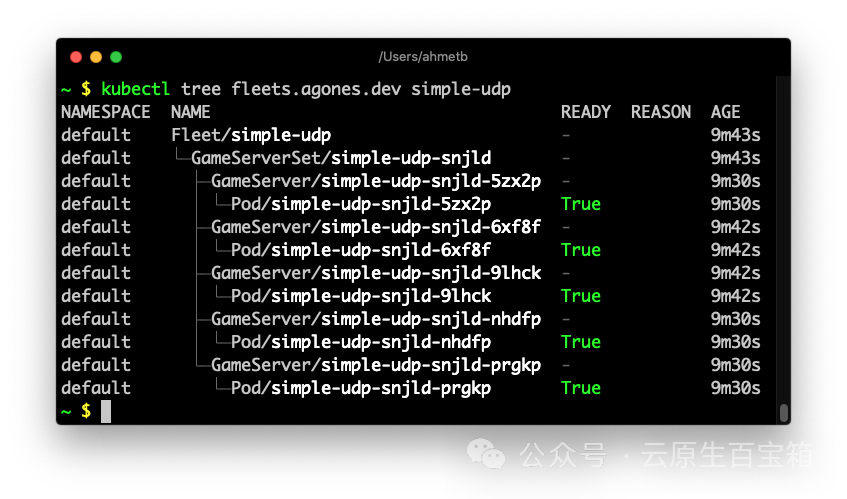 /Users/ahmetb
~ $ kubectl tree fleets.agones.dev simple-udp
NAMESPACE NAME READY REASON AGE
default Fleet/simple-udp - 9m43s
default └─GameServerSet/simple-udp-snjld - 9m43s
default ├─GameServer/simple-udp-snjld-5zx2p - 9m30s
default │ └─Pod/simple-udp-snjld-5zx2p True 9m30s
default ├─GameServer/simple-udp-snjld-6xf8f - 9m42s
default │ └─Pod/simple-udp-snjld-6xf8f True 9m42s
default ├─GameServer/simple-udp-snjld-9lhck - 9m42s
default │ └─Pod/simple-udp-snjld-9lhck True 9m42s
default ├─GameServer/simple-udp-snjld-nhdfp - 9m30s
default │ └─Pod/simple-udp-snjld-nhdfp True 9m30s
default └─GameServer/simple-udp-snjld-prgkp - 9m30s
default └─Pod/simple-udp-snjld-prgkp True 9m30s
~ $
公众号 · 云原生百宝箱